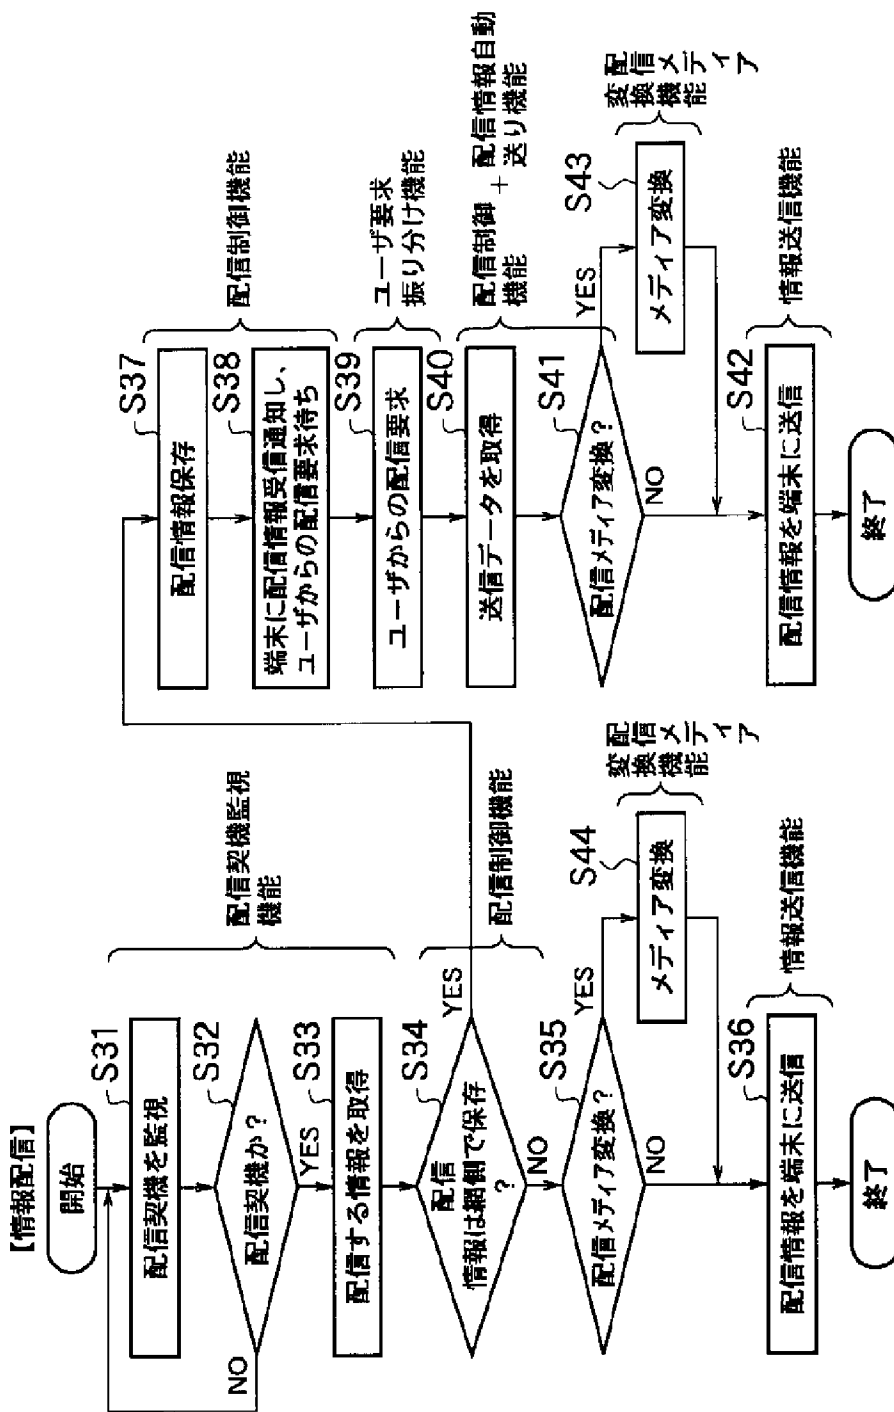 【情報配信】
開始
S31
配信契機を監視
S32
配信契機か?
NO
YES
S33
配信する情報を取得
配信契機監視
機能
S34
配信
情報は網側で保存
?
YES
NO
配信制御機能
S35
配信メディア変換?
YES
NO
S44
メディア変換
配信メディア
変換機能
S36
配信情報を端末に送信
情報送信機能
終了
S37
配信情報保存
S38
端末に配信情報受信通知し、
ユーザからの配信要求待ち
配信制御機能
S39
ユーザからの配信要求
ユーザ要求
振り分け機能
S40
送信データを取得
配信制御
機能
+
配信情報自動
送り機能
S41
配信メディア変換?
YES
NO
S43
メディア変換
配信メディア
変換機能
S42
配信情報を端末に送信
情報送信機能
終了